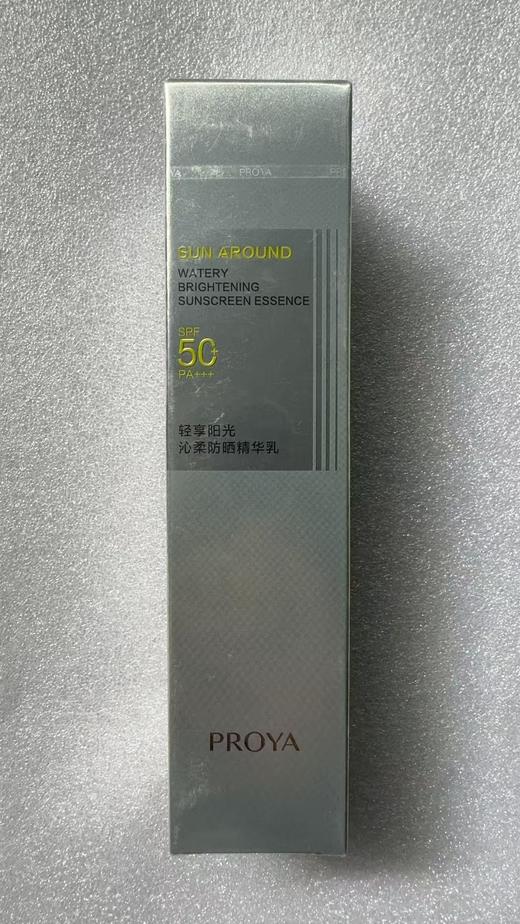 PROYA
SUN AROUND
WATERY
BRIGHTENING
SUNSCREEN ESSENCE
SPF
50+
PA+++
轻享阳光
沁柔防晒精华乳
PROYA